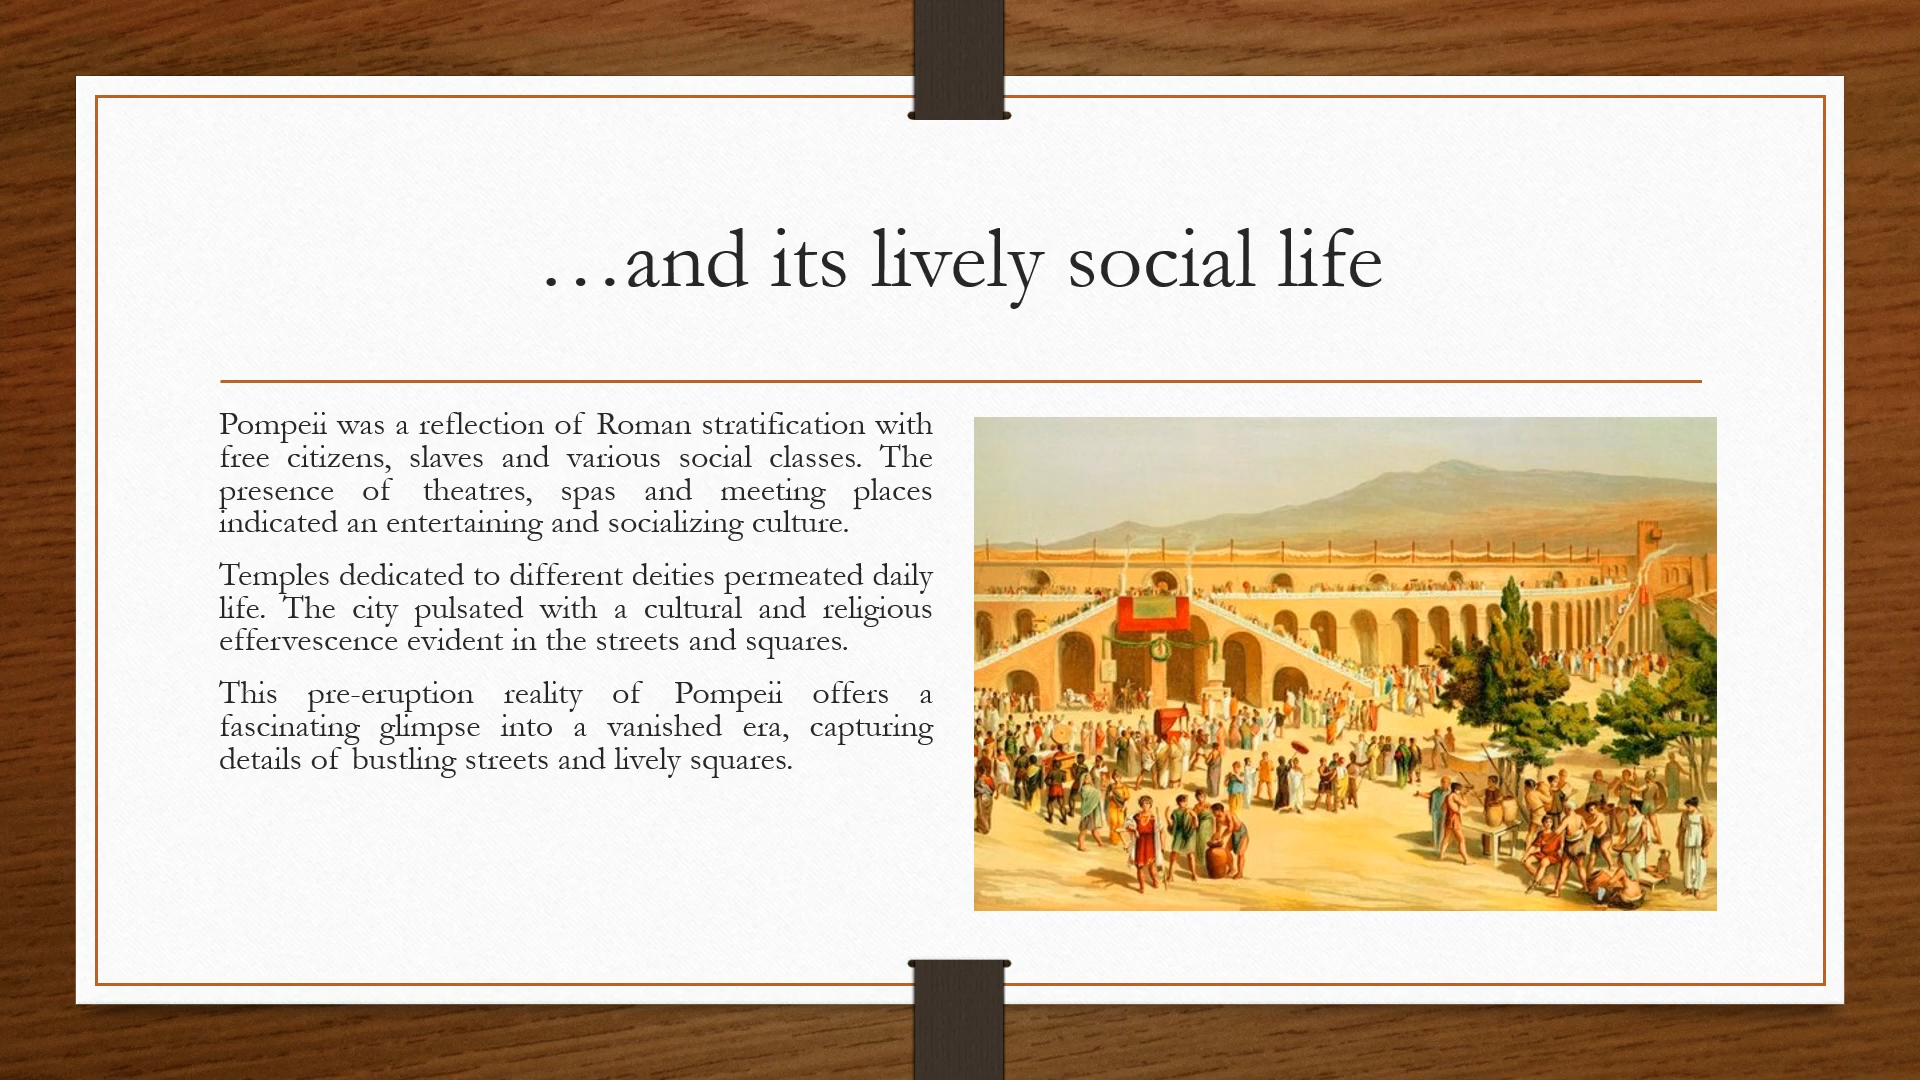 …and its lively social life
Pompeii was a reflection of Roman stratification with
free citizens, slaves and various social classes. The
presence of theatres, spas and meeting places
indicated an entertaining and socializing culture.
Temples dedicated to different deities permeated daily
life. The city pulsated with a cultural and religious
effervescence evident in the streets and squares.
This pre-eruption reality of Pompeii offers a
fascinating glimpse into a vanished era, capturing
details of bustling streets and lively squares.